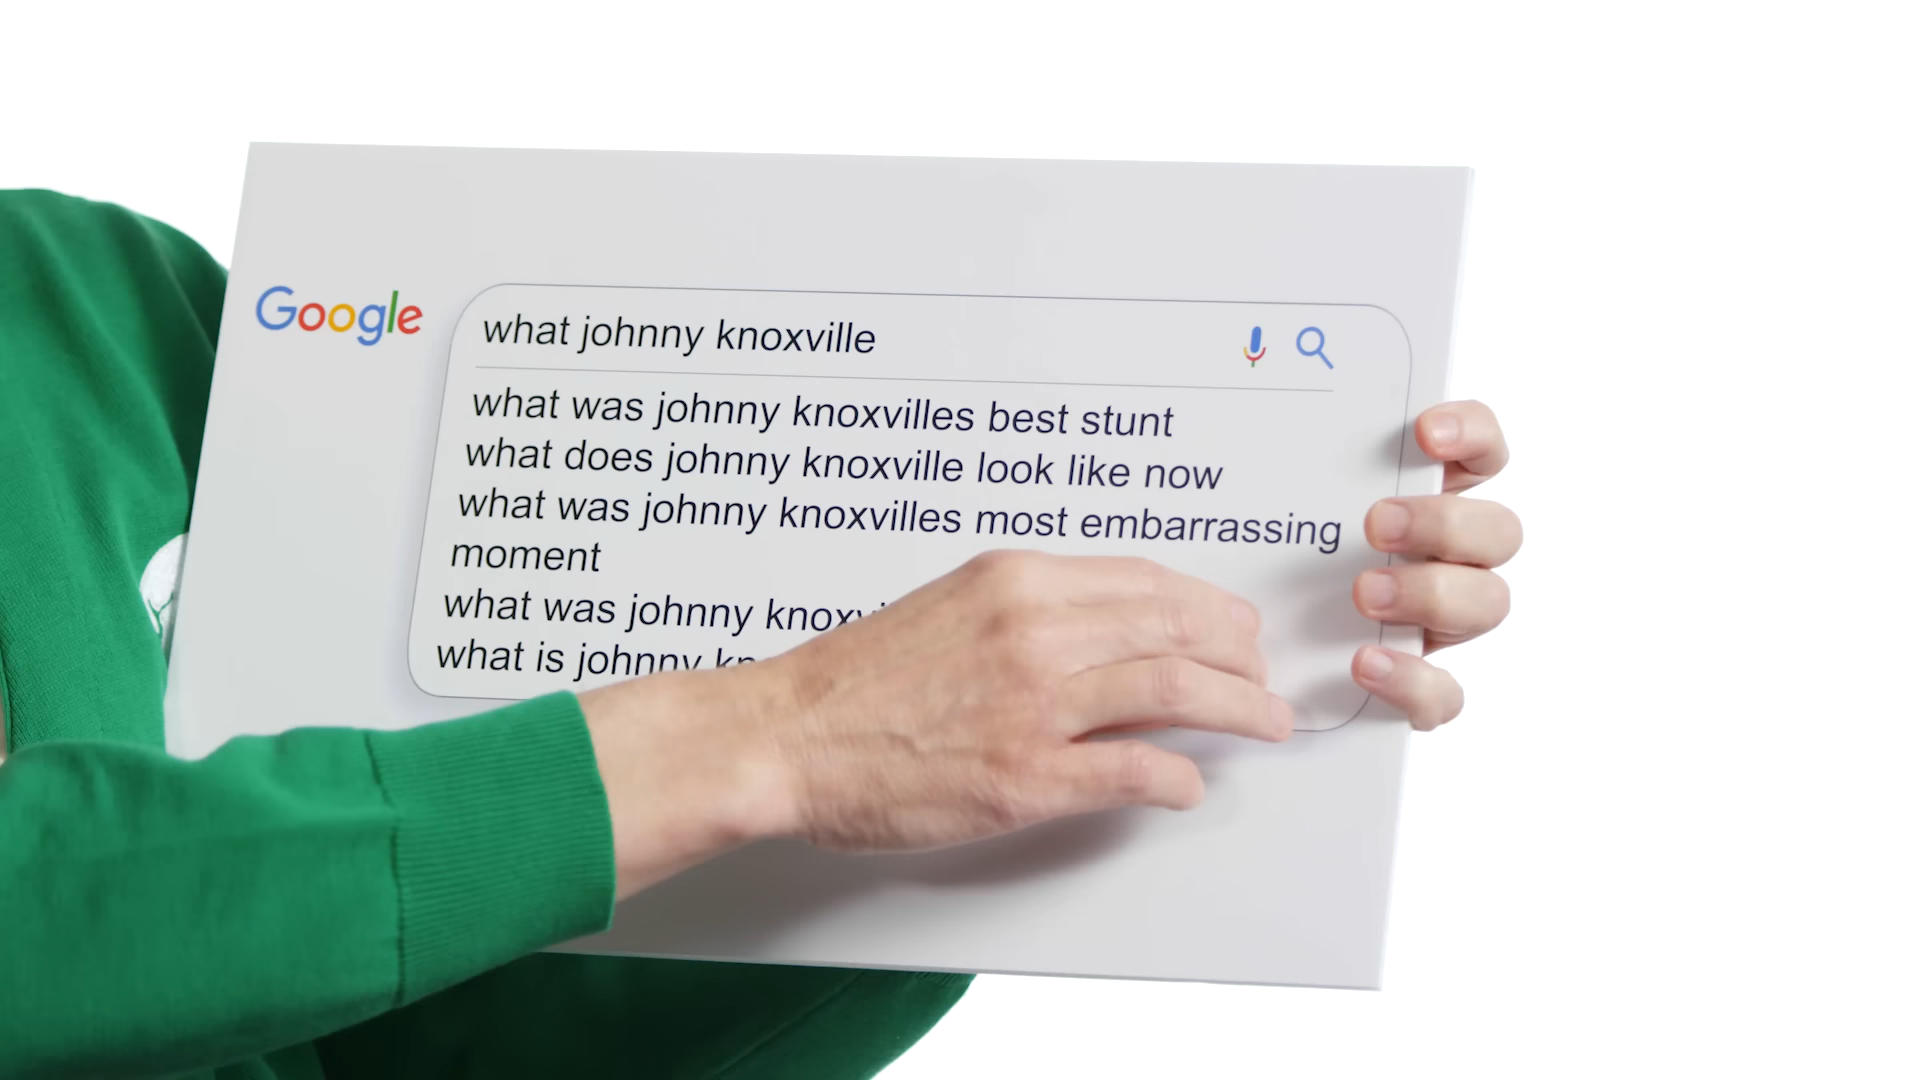 Google
what johnny knoxville
what was johnny knoxvilles best stunt
what does johnny knoxville look like now
what was johnny knoxvilles most embarrassing
moment
what was johnny
what is johnny